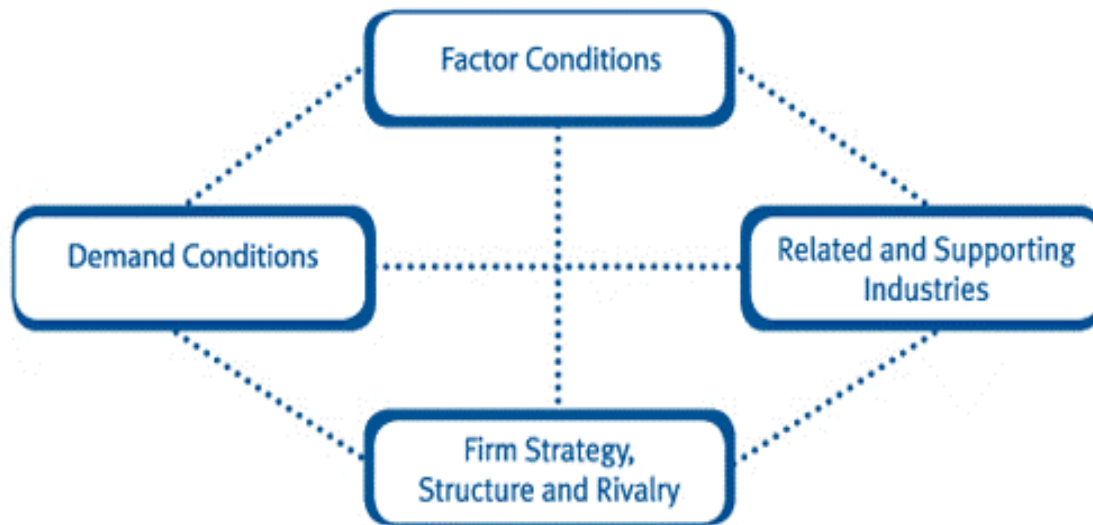 Factor Conditions
Demand Conditions
Related and Supporting
Industries
Firm Strategy,
Structure and Rivalry